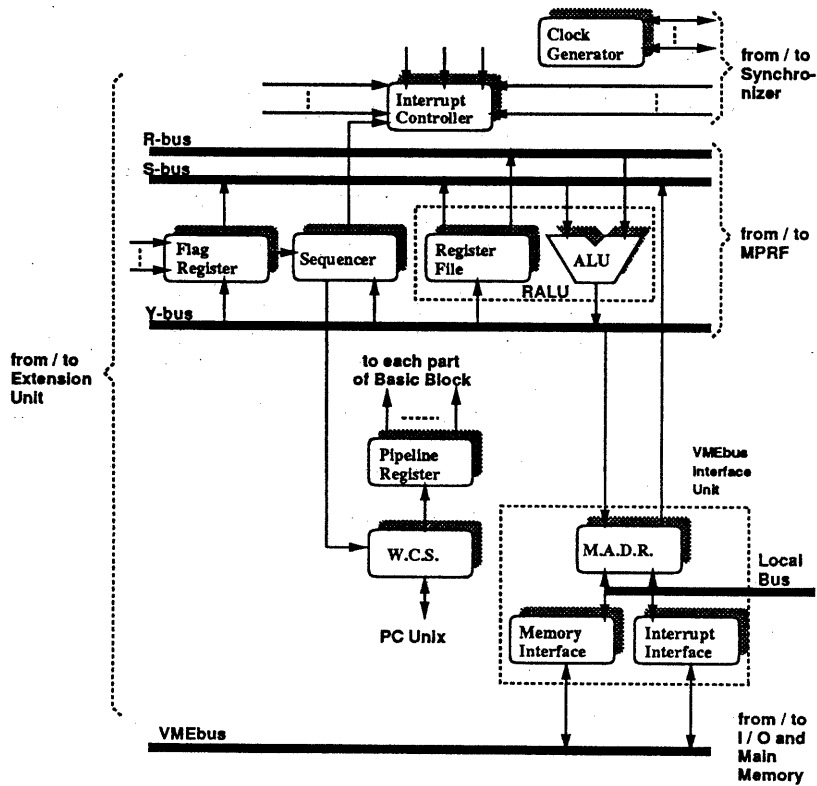 Clock
Generator
from / to
Synchro-
nizer
Interrupt
Controller
R-bus
S-bus
Flag
Register
Sequencer
Register
File
ALU
RALU
from / to
MPRF
Y-bus
from / to
Extension
Unit
to each part
of Basic Block
Pipeline
Register
VMEbus
Interface
Unit
W.C.S.
M.A.D.R.
Local
Bus
PC Unix
Memory
Interface
Interrupt
Interface
VMEbus
from / to
I / O and
Main
Memory